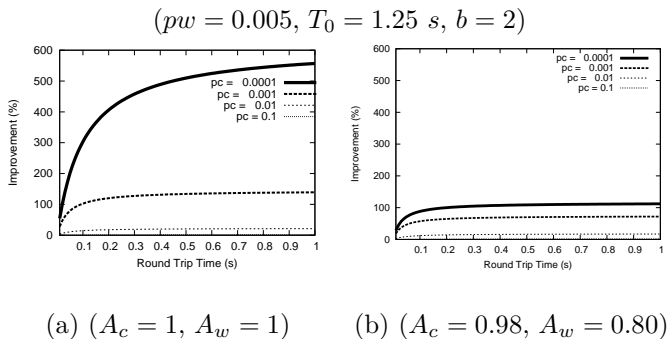 (pw = 0.005, T₀ = 1.25 s, b = 2)
Improvement (%)
600
500
400
300
200
100
0
pc = 0.0001
pc = 0.001
pc = 0.01
pc = 0.1
0.1 0.2 0.3 0.4 0.5 0.6 0.7 0.8 0.9 1
Round Trip Time (s)
(a) (A_c = 1, A_w = 1)
Improvement (%)
600
500
400
300
200
100
0
pc = 0.0001
pc = 0.001
pc = 0.01
pc = 0.1
0.1 0.2 0.3 0.4 0.5 0.6 0.7 0.8 0.9 1
Round Trip Time (s)
(b) (A_c = 0.98, A_w = 0.80)